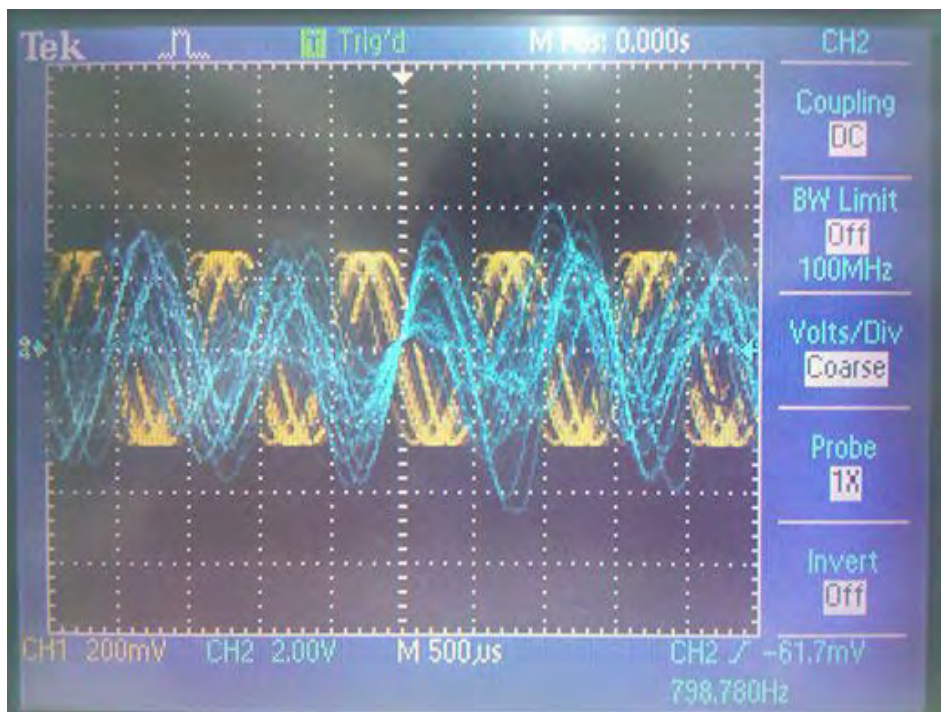 Tek T Trig'd M Pos: 0.000s CH2
Coupling
DC
BW Limit
Off
100MHz
Volts/Div
Coarse
Probe
1X
Invert
Off
CH1 200mV CH2 2.00V M 500µs CH2 -61.7mV
798.780Hz